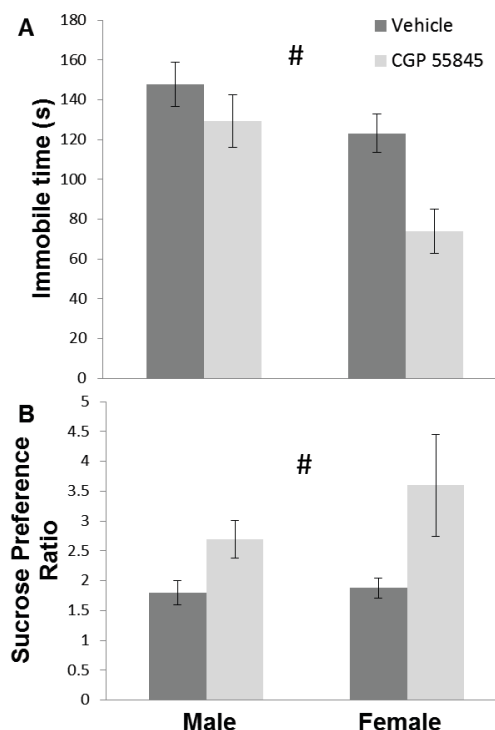 A
Immobile time (s)
180
160
140
120
100
80
60
40
20
0
#
Vehicle
CGP 55845
B
Sucrose Preference
Ratio
5
4.5
4
3.5
3
2.5
2
1.5
1
0.5
0
#
Male
Female